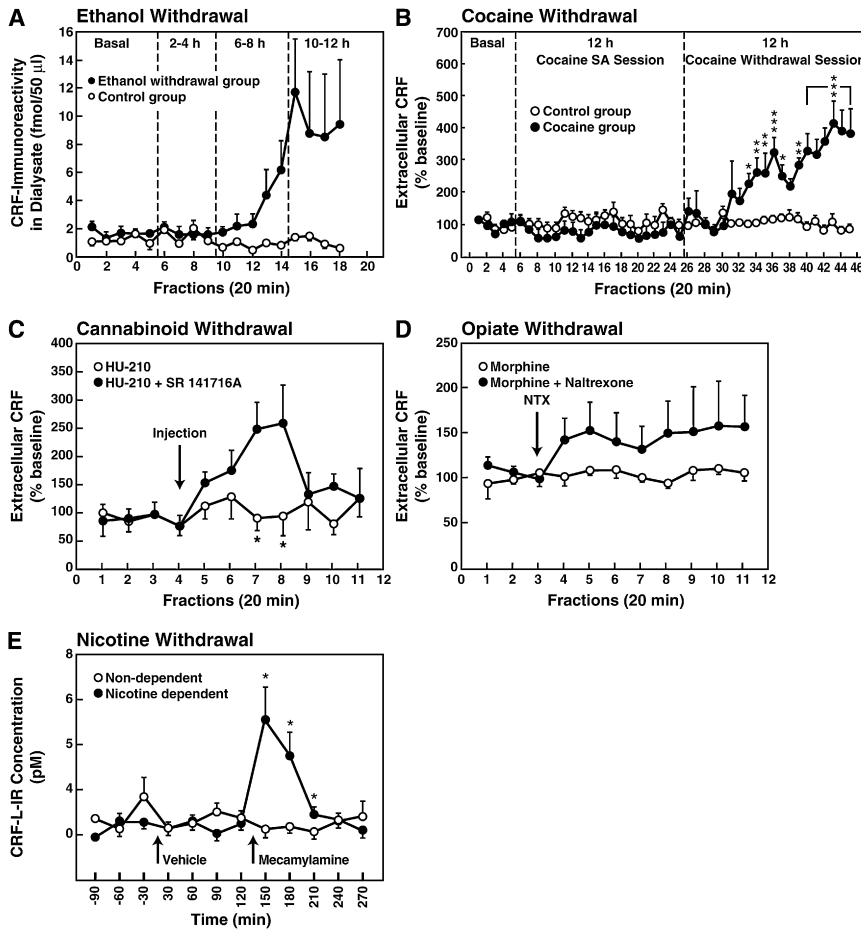 A Ethanol Withdrawal
16
14
12
10
8
6
4
2
0
CRF-Immunoreactivity
in Dialysate (fmol/50 µl)
Basal 2-4 h 6-8 h 10-12 h
Ethanol withdrawal group
Control group
0 2 4 6 8 10 12 14 16 18 20
Fractions (20 min)
B Cocaine Withdrawal
700
600
500
400
300
200
100
0
Extracellular CRF
(% baseline)
Basal 12 h 12 h
Cocaine SA Session Cocaine Withdrawal Session
Control group
Cocaine group
* ** ** *** * ** ***
0 2 4 6 8 10 12 14 16 18 20 22 24 26 28 30 32 34 36 38 40 42 44 46
Fractions (20 min)
C Cannabinoid Withdrawal
400
350
300
250
200
150
100
50
0
Extracellular CRF
(% baseline)
HU-210
HU-210 + SR 141716A
Injection
* *
0 1 2 3 4 5 6 7 8 9 10 11 12
Fractions (20 min)
D Opiate Withdrawal
250
200
150
100
50
0
Extracellular CRF
(% baseline)
Morphine
Morphine + Naltrexone
NTX
0 1 2 3 4 5 6 7 8 9 10 11 12
Fractions (20 min)
E Nicotine Withdrawal
8
6
5
4
0
CRF-L-IR Concentration
(pM)
Non-dependent
Nicotine dependent
* * *
Vehicle Mecamylamine
-90 -60 -30 30 60 90 120 150 180 210 240 270
Time (min)